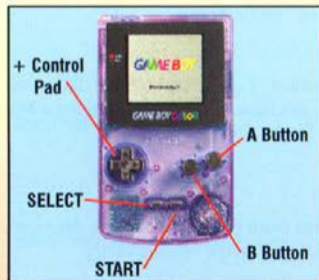 + Control
Pad
GAME BOY
GAME BOY COLOR
A Button
SELECT
B Button
START